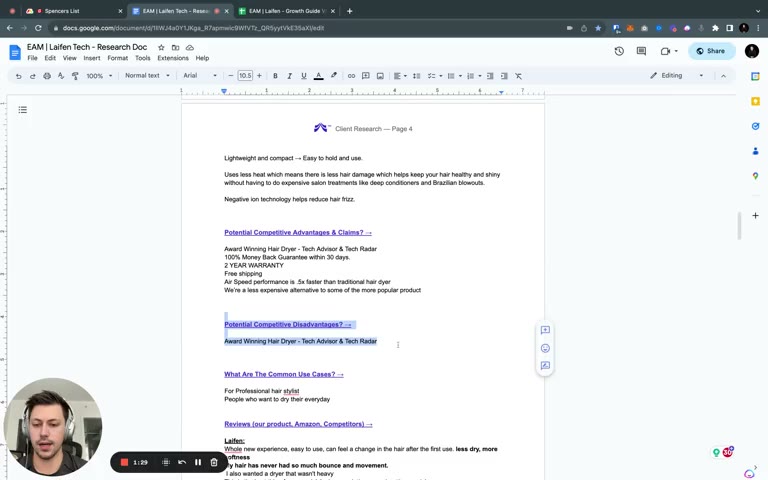 Spencers List
EAM | Laifen Tech - Resear
EAM | Laifen - Growth Guide
docs.google.com/document/d/
EAM | Laifen Tech - Research Doc
File Edit View Insert Format Tools Extensions Help
Share
100%
Normal text
Arial
10.5
Editing
Client Research — Page 4
Lightweight and compact → Easy to hold and use.
Uses less heat which means there is less hair damage which helps keep your hair healthy and shiny
without having to do expensive salon treatments like deep conditioners and Brazilian blowouts.
Negative ion technology helps reduce hair frizz.
Potential Competitive Advantages & Claims? →
Award Winning Hair Dryer - Tech Advisor & Tech Radar
100% Money Back Guarantee within 30 days.
2 YEAR WARRANTY
Free shipping
Air Speed performance is .5x faster than traditional hair dyer
We're a less expensive alternative to some of the more popular product
Potential Competitive Disadvantages? →
Award Winning Hair Dryer - Tech Advisor & Tech Radar
What Are The Common Use Cases? →
For Professional hair stylist
People who want to dry their everyday
Reviews (our product, Amazon, Competitors) →
Laifen:
Whole new experience, easy to use, can feel a change in the hair after the first use. less dry, more
softness
hair has never had so much bounce and movement.
I also wanted a dryer that wasn't heavy
1:29
30